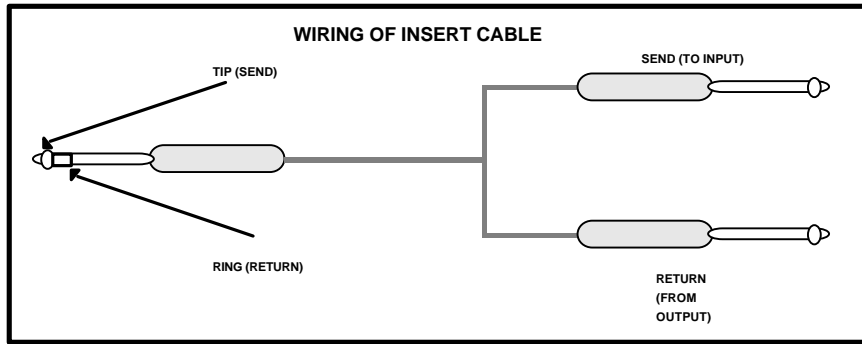 WIRING OF INSERT CABLE
TIP (SEND)
SEND (TO INPUT)
RING (RETURN)
RETURN
(FROM
OUTPUT)